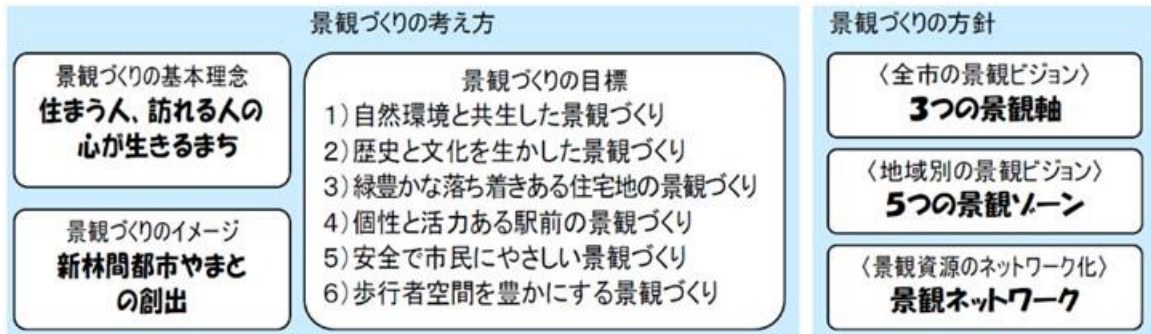 景観づくりの考え方
景観づくりの基本理念
住まう人、訪れる人の
心が生きるまち
景観づくりのイメージ
新林間都市やまと
の創出
景観づくりの目標
1)自然環境と共生した景観づくり
2)歴史と文化を生かした景観づくり
3)緑豊かな落ち着きある住宅地の景観づくり
4)個性と活力ある駅前の景観づくり
5)安全で市民にやさしい景観づくり
6)歩行者空間を豊かにする景観づくり
景観づくりの方針
〈全市の景観ビジョン〉
3つの景観軸
〈地域別の景観ビジョン〉
5つの景観ゾーン
〈景観資源のネットワーク化〉
景観ネットワーク